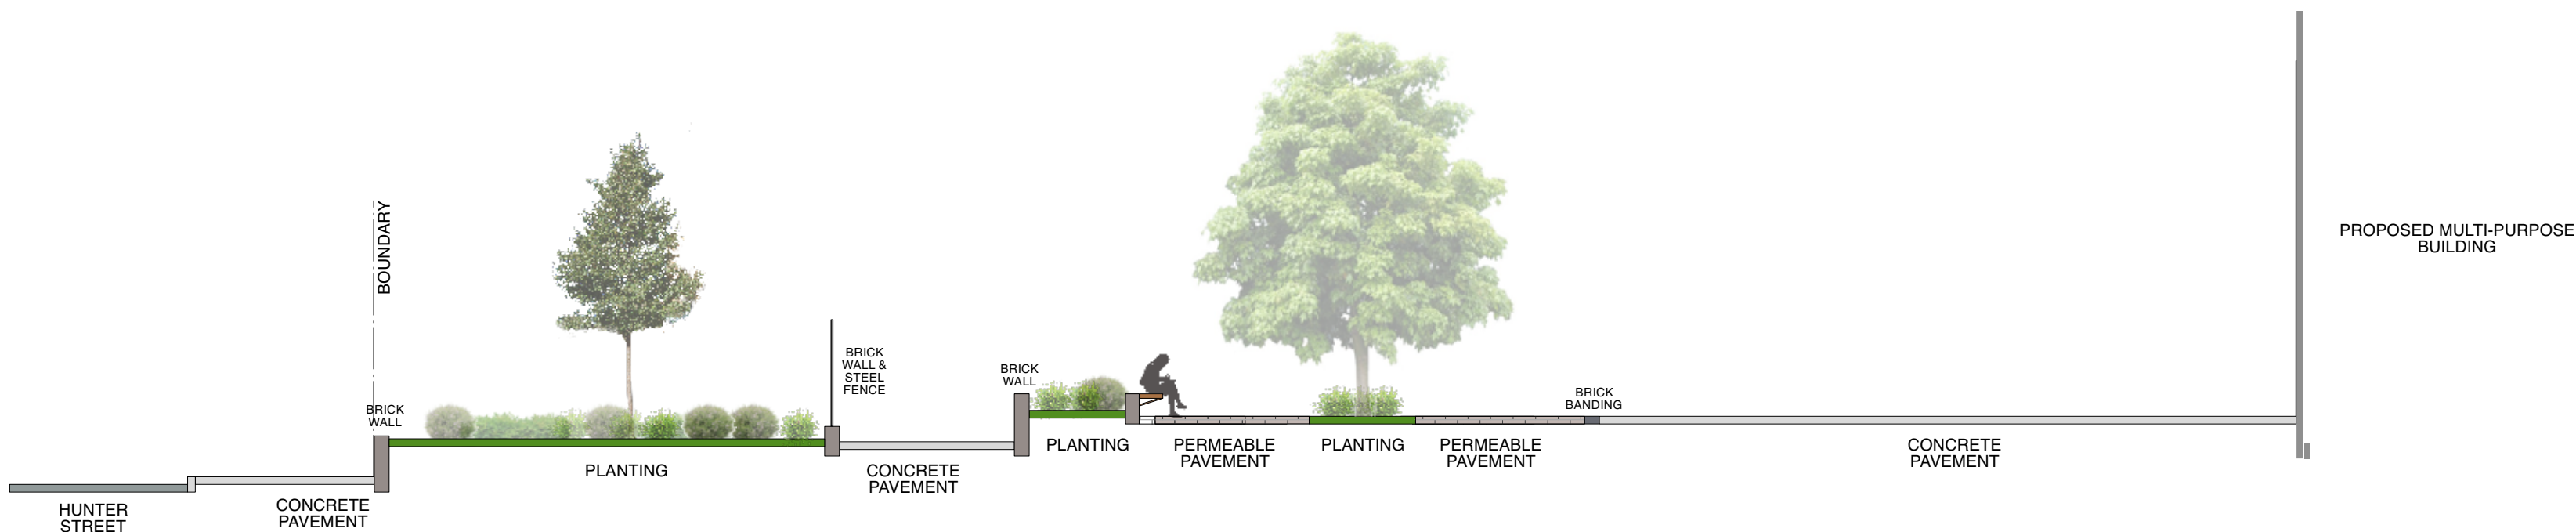 BOUNDARY
PROPOSED MULTI-PURPOSE
BUILDING
BRICK
WALL &
STEEL
FENCE
BRICK
WALL
BRICK
BANDING
BRICK
WALL
PLANTING
PERMEABLE
PAVEMENT
PLANTING
PERMEABLE
PAVEMENT
CONCRETE
PAVEMENT
PLANTING
CONCRETE
PAVEMENT
HUNTER
STREET
CONCRETE
PAVEMENT